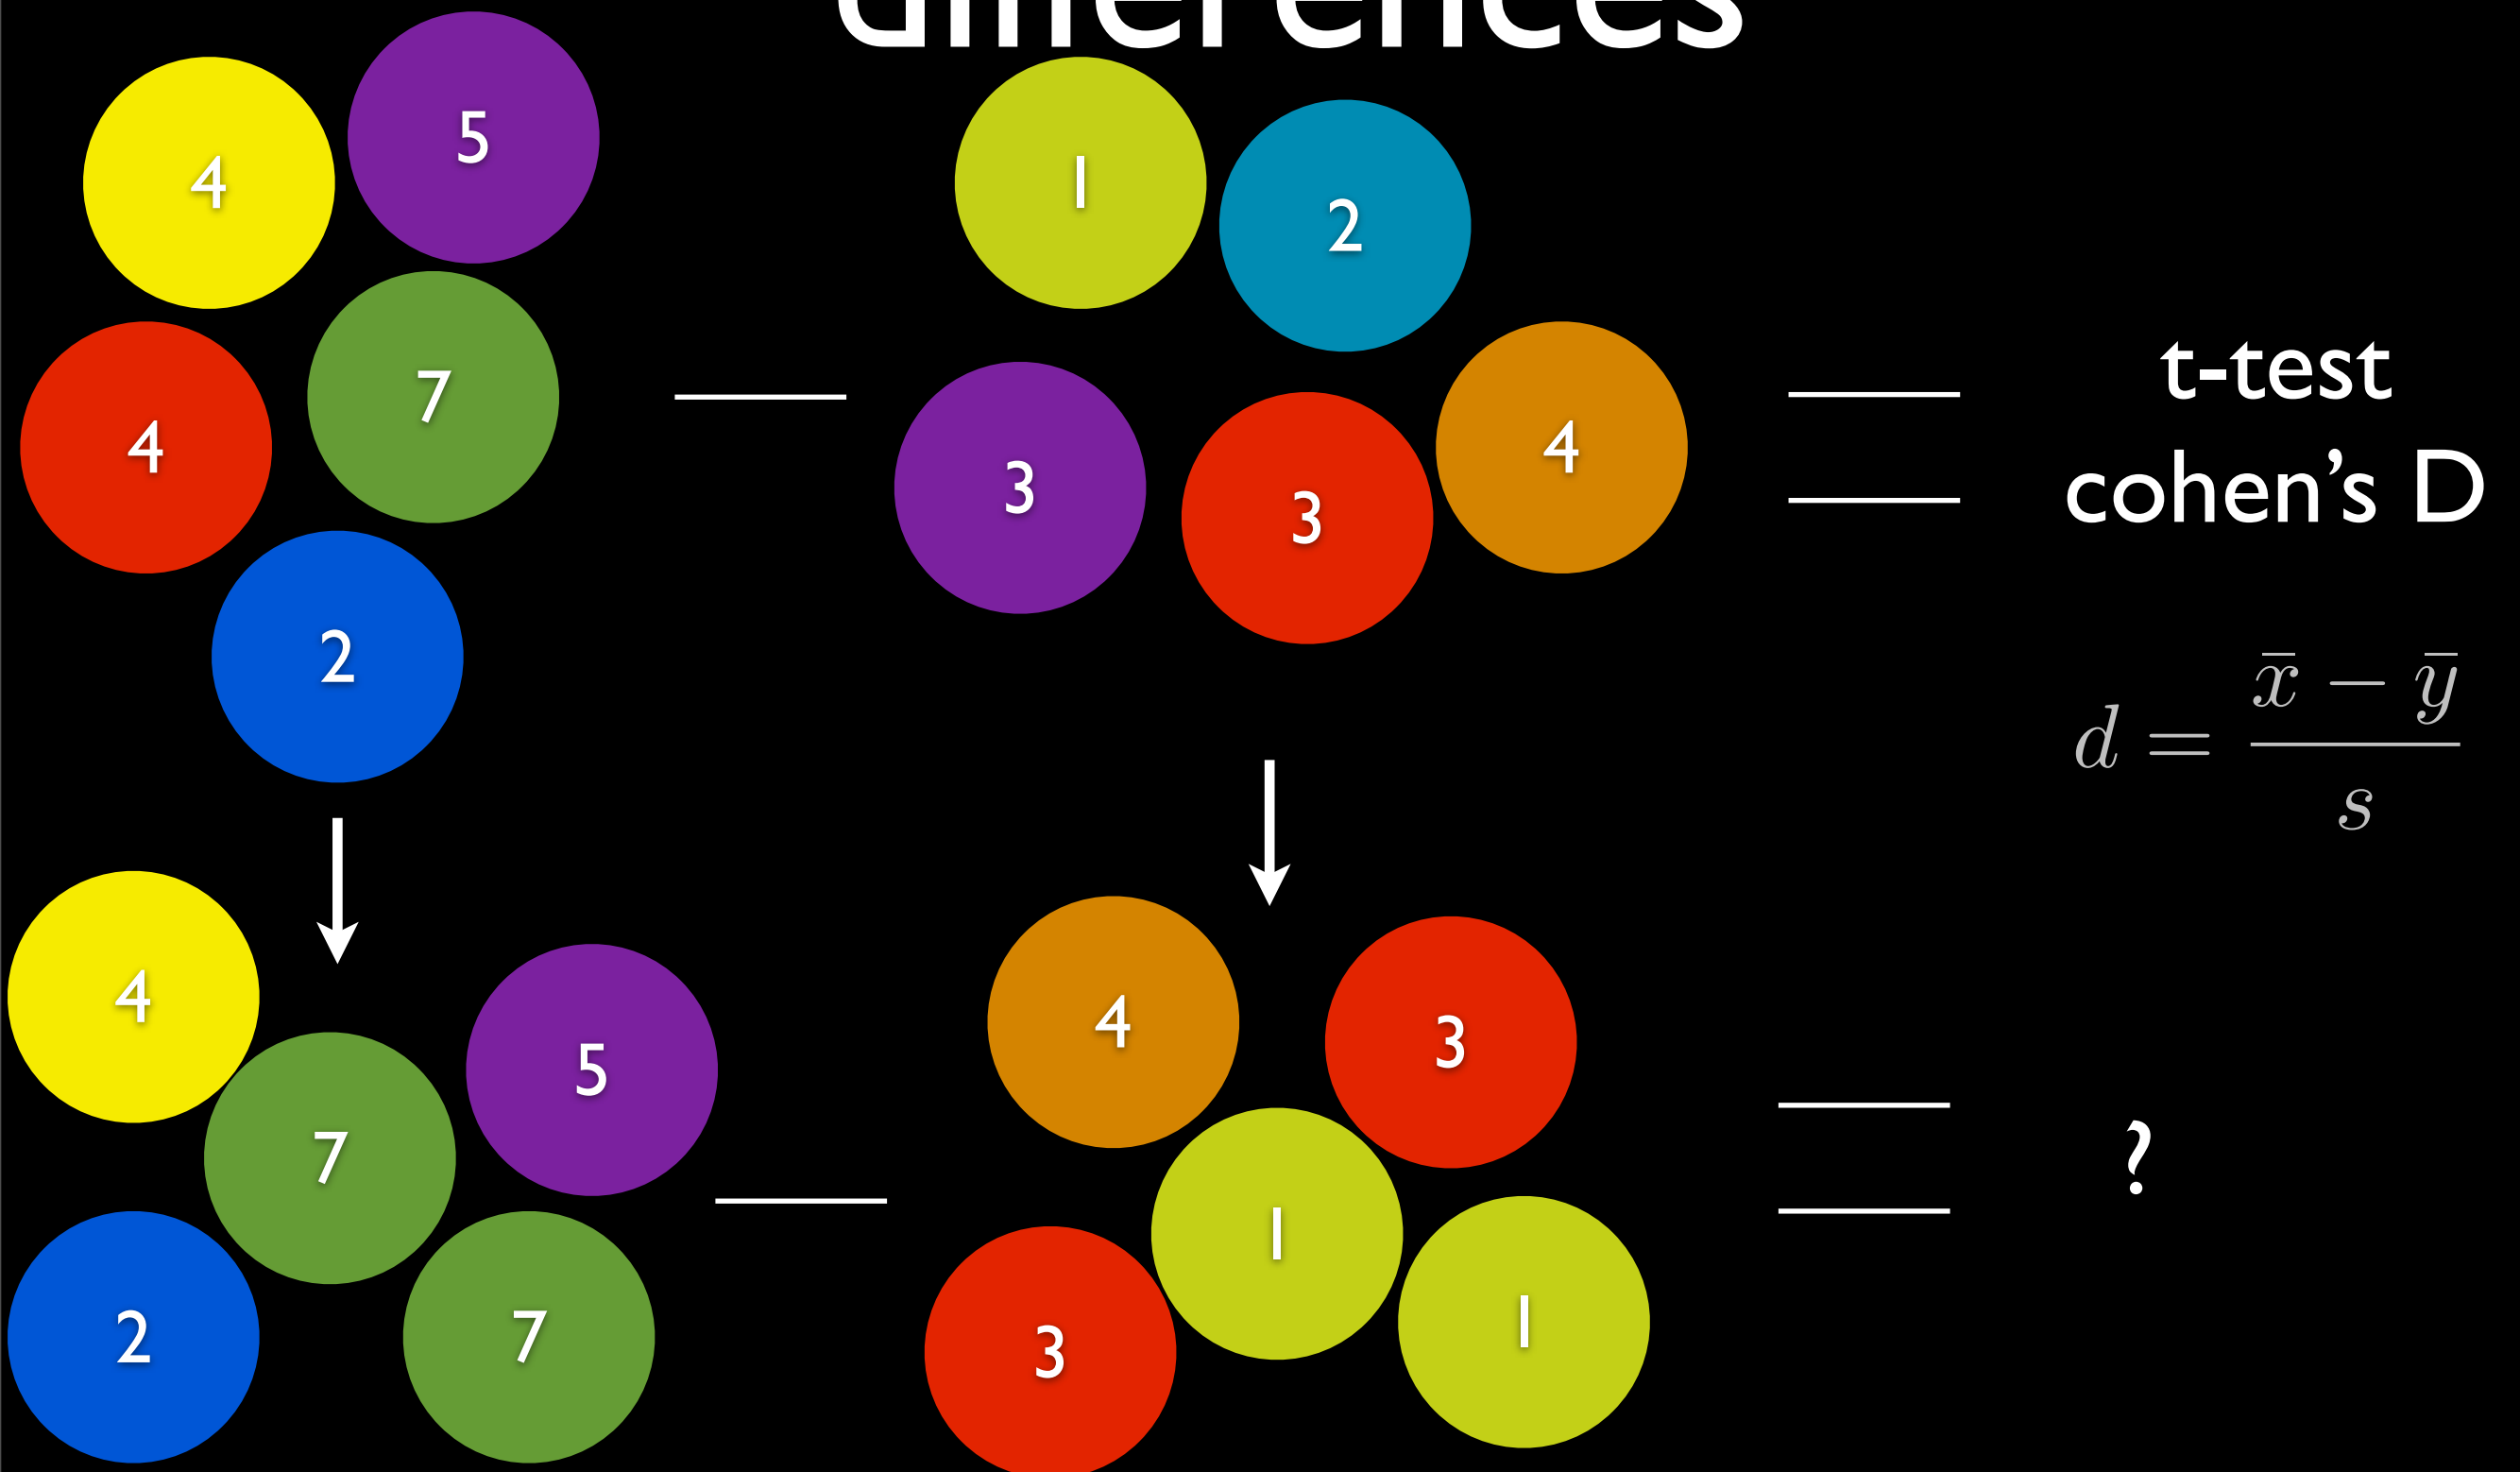 differences
4 5 1 2
4 7 3 3 4
2
t-test
cohen’s D
d = x̄ − ȳ / s
4 7 5 4 3
2 7 3 1 1
?